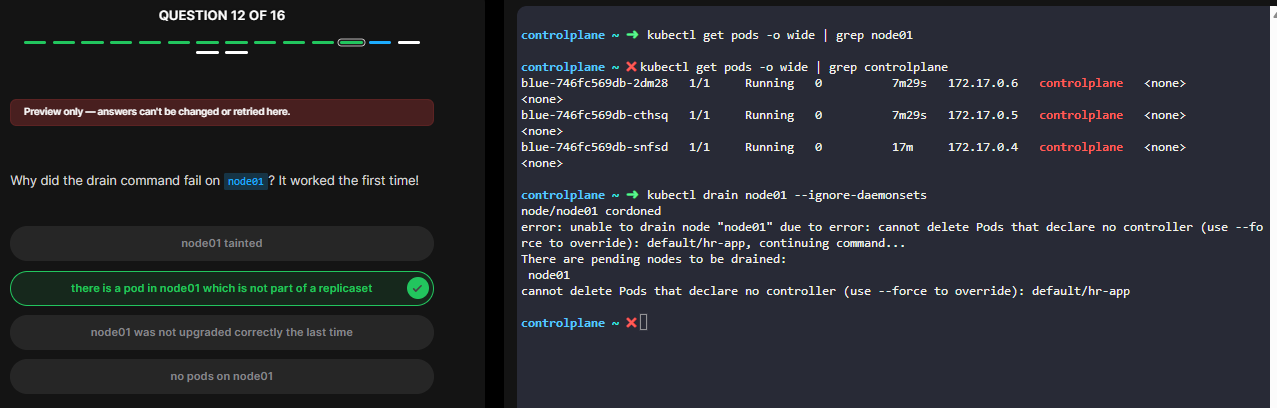 QUESTION 12 OF 16
Preview only — answers can't be changed or retried here.
Why did the drain command fail on node01? It worked the first time!
node01 tainted
there is a pod in node01 which is not part of a replicaset
node01 was not upgraded correctly the last time
no pods on node01
controlplane ~ ➜ kubectl get pods -o wide | grep node01
controlplane ~ ✖ kubectl get pods -o wide | grep controlplane
blue-746fc569db-2dm28 1/1 Running 0 7m29s 172.17.0.6 controlplane <none>
<none>
blue-746fc569db-cthsq 1/1 Running 0 7m29s 172.17.0.5 controlplane <none>
<none>
blue-746fc569db-snfsd 1/1 Running 0 17m 172.17.0.4 controlplane <none>
<none>
controlplane ~ ➜ kubectl drain node01 --ignore-daemonsets
node/node01 cordoned
error: unable to drain node "node01" due to error: cannot delete Pods that declare no controller (use --fo
rce to override): default/hr-app, continuing command...
There are pending nodes to be drained:
node01
cannot delete Pods that declare no controller (use --force to override): default/hr-app
controlplane ~ ✖